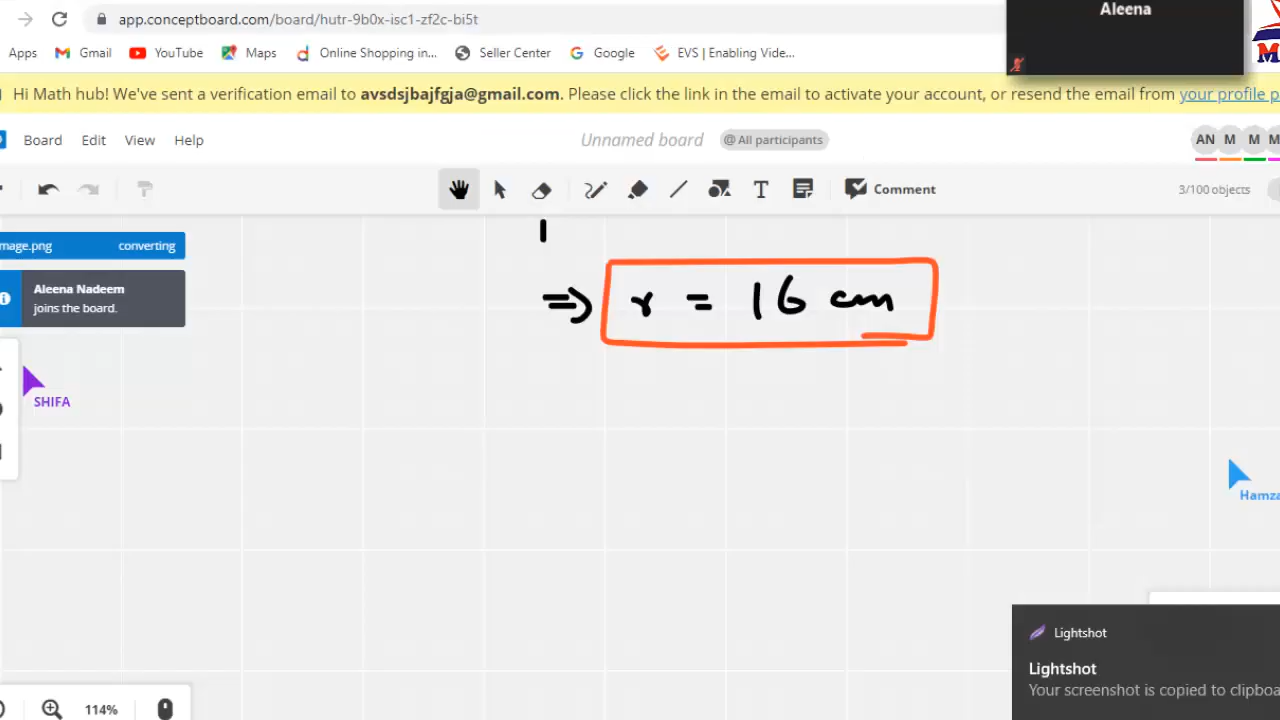 Aleena
app.conceptboard.com/board/hutr-9b0x-isc1-zf2c-bi5t
Apps Gmail YouTube Maps Online Shopping in... Seller Center Google EVS | Enabling Vide...
Hi Math hub! We've sent a verification email to avsdsjbajfgja@gmail.com. Please click the link in the email to activate your account, or resend the email from your profile p
Board Edit View Help Unnamed board @ All participants AN M M M
T Comment 3/100 objects
mage.png converting
Aleena Nadeem
joins the board.
⇒ r = 16 cm
SHIFA
Hamza
Lightshot
Lightshot
Your screenshot is copied to clipboa
114%